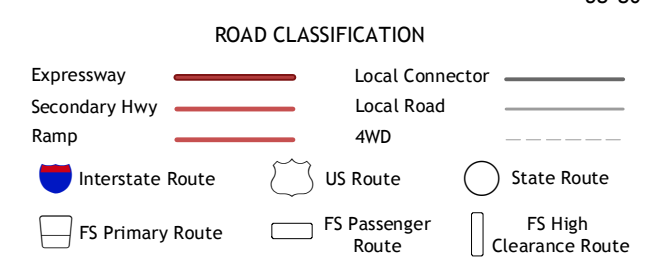 ROAD CLASSIFICATION
Expressway
Local Connector
Secondary Hwy
Local Road
Ramp
4WD
Interstate Route
US Route
State Route
FS Primary Route
FS Passenger
Route
FS High
Clearance Route